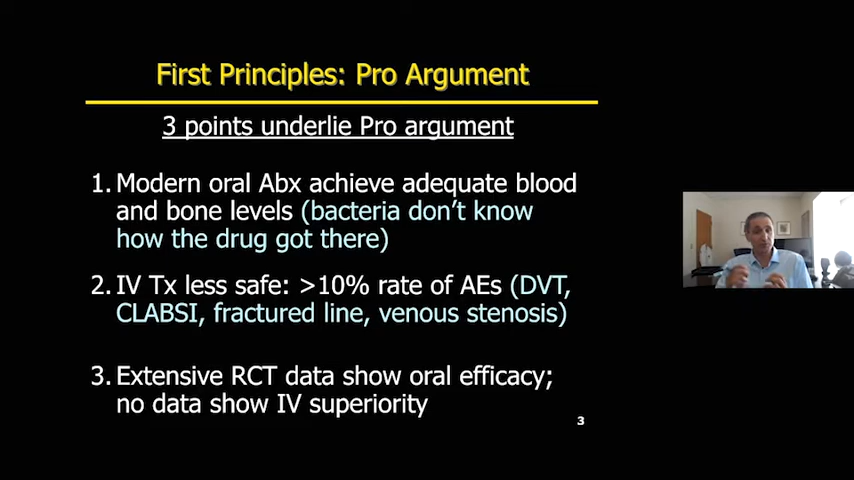 First Principles: Pro Argument
3 points underlie Pro argument
1. Modern oral Abx achieve adequate blood
and bone levels (bacteria don't know
how the drug got there)
2. IV Tx less safe: >10% rate of AEs (DVT,
CLABSI, fractured line, venous stenosis)
3. Extensive RCT data show oral efficacy;
no data show IV superiority
3